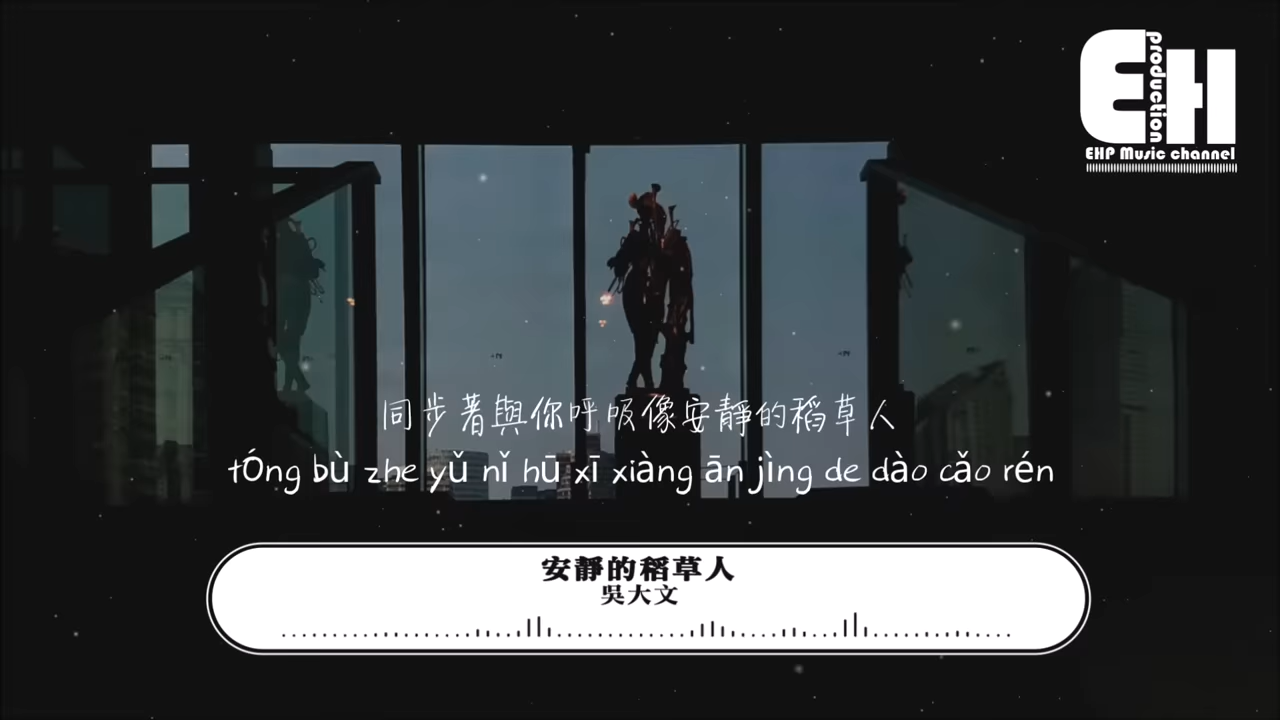 EH
production
EHP Music channel
同步著與你呼吸像安靜的稻草人
tóng bù zhe yǔ nǐ hū xī xiàng ān jìng de dào cǎo rén
安靜的稻草人
吳大文